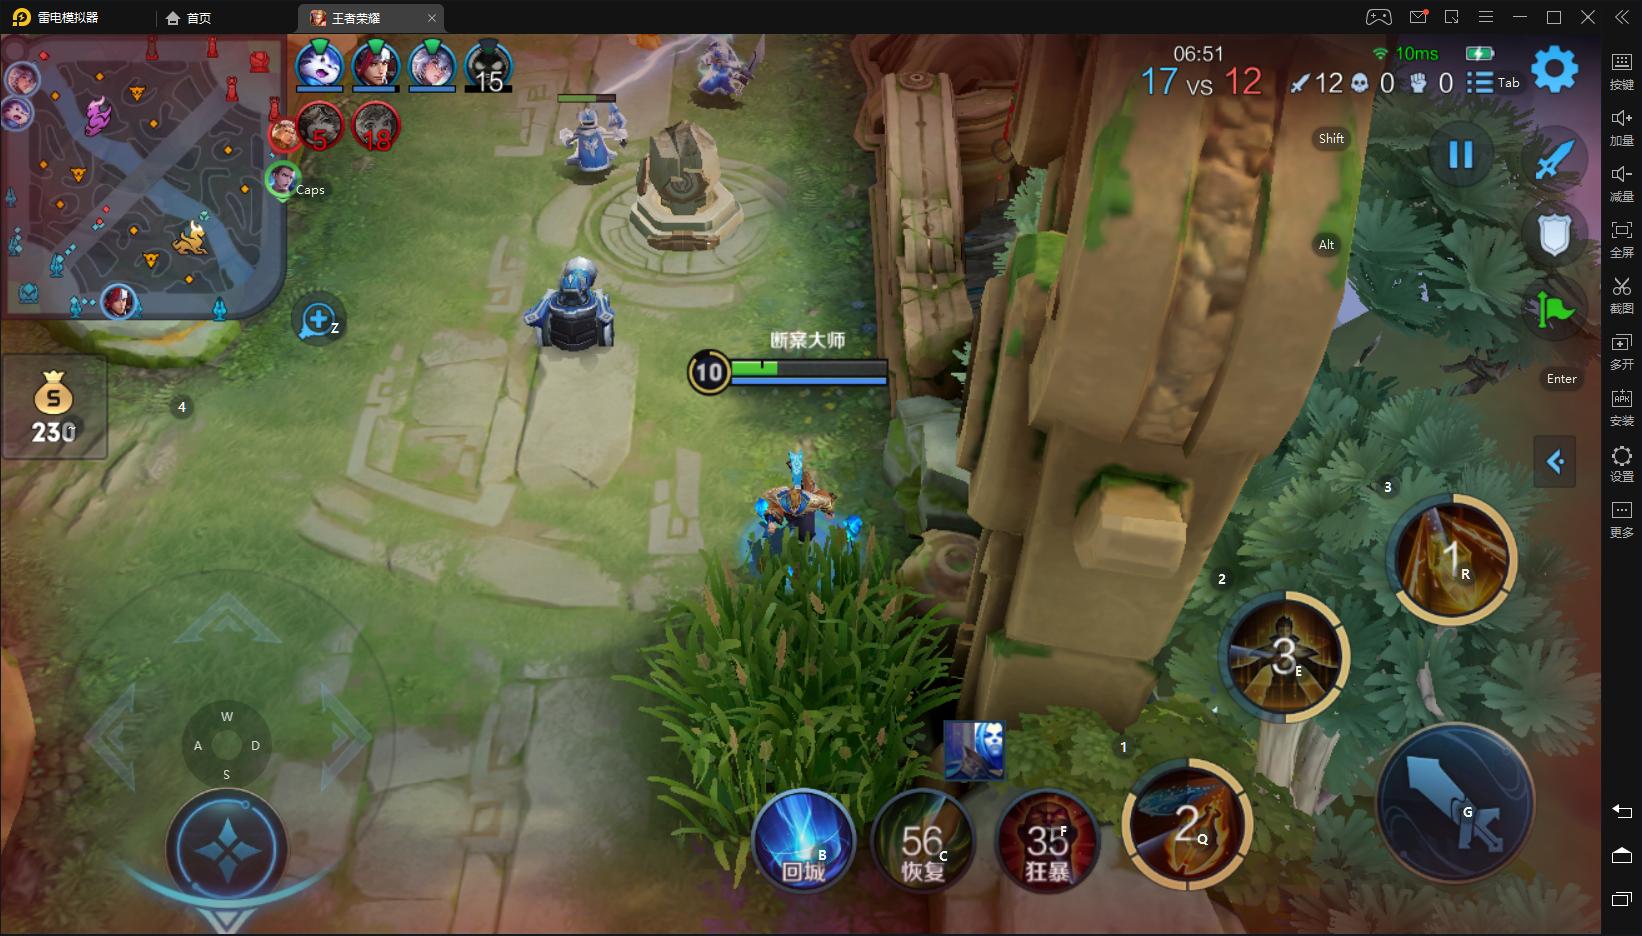 雷电模拟器
首页
王者荣耀
06:51
10ms
17 vs 12
12
0
0
Tab
15
5
18
Caps
Shift
Alt
Enter
Z
230
4
断案大师
10
3
1
R
2
3
E
1
2
Q
G
W
A
D
S
B
回城
56
C
恢复
35
F
狂暴
按键
加量
减量
全屏
截图
多开
APK
安装
设置
更多